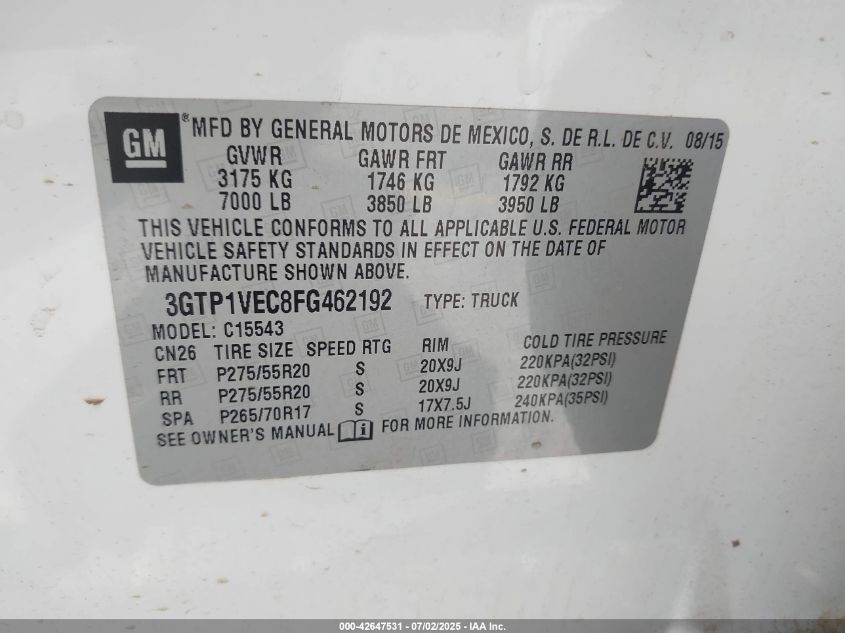 GM ® MFD BY GENERAL MOTORS DE MEXICO, S. DE R.L. DE C.V. 08/15
GVWR GAWR FRT GAWR RR
3175 KG 1746 KG 1792 KG
7000 LB 3850 LB 3950 LB
THIS VEHICLE CONFORMS TO ALL APPLICABLE U.S. FEDERAL MOTOR
VEHICLE SAFETY STANDARDS IN EFFECT ON THE DATE OF
MANUFACTURE SHOWN ABOVE.
3GTP1VEC8FG462192 TYPE: TRUCK
MODEL: C15543
CN26 TIRE SIZE SPEED RTG RIM COLD TIRE PRESSURE
FRT P275/55R20 S 20X9J 220KPA(32PSI)
RR P275/55R20 S 20X9J 220KPA(32PSI)
SPA P265/70R17 S 17X7.5J 240KPA(35PSI)
SEE OWNER'S MANUAL FOR MORE INFORMATION.
000-42647531 - 07/02/2025 - IAA Inc.